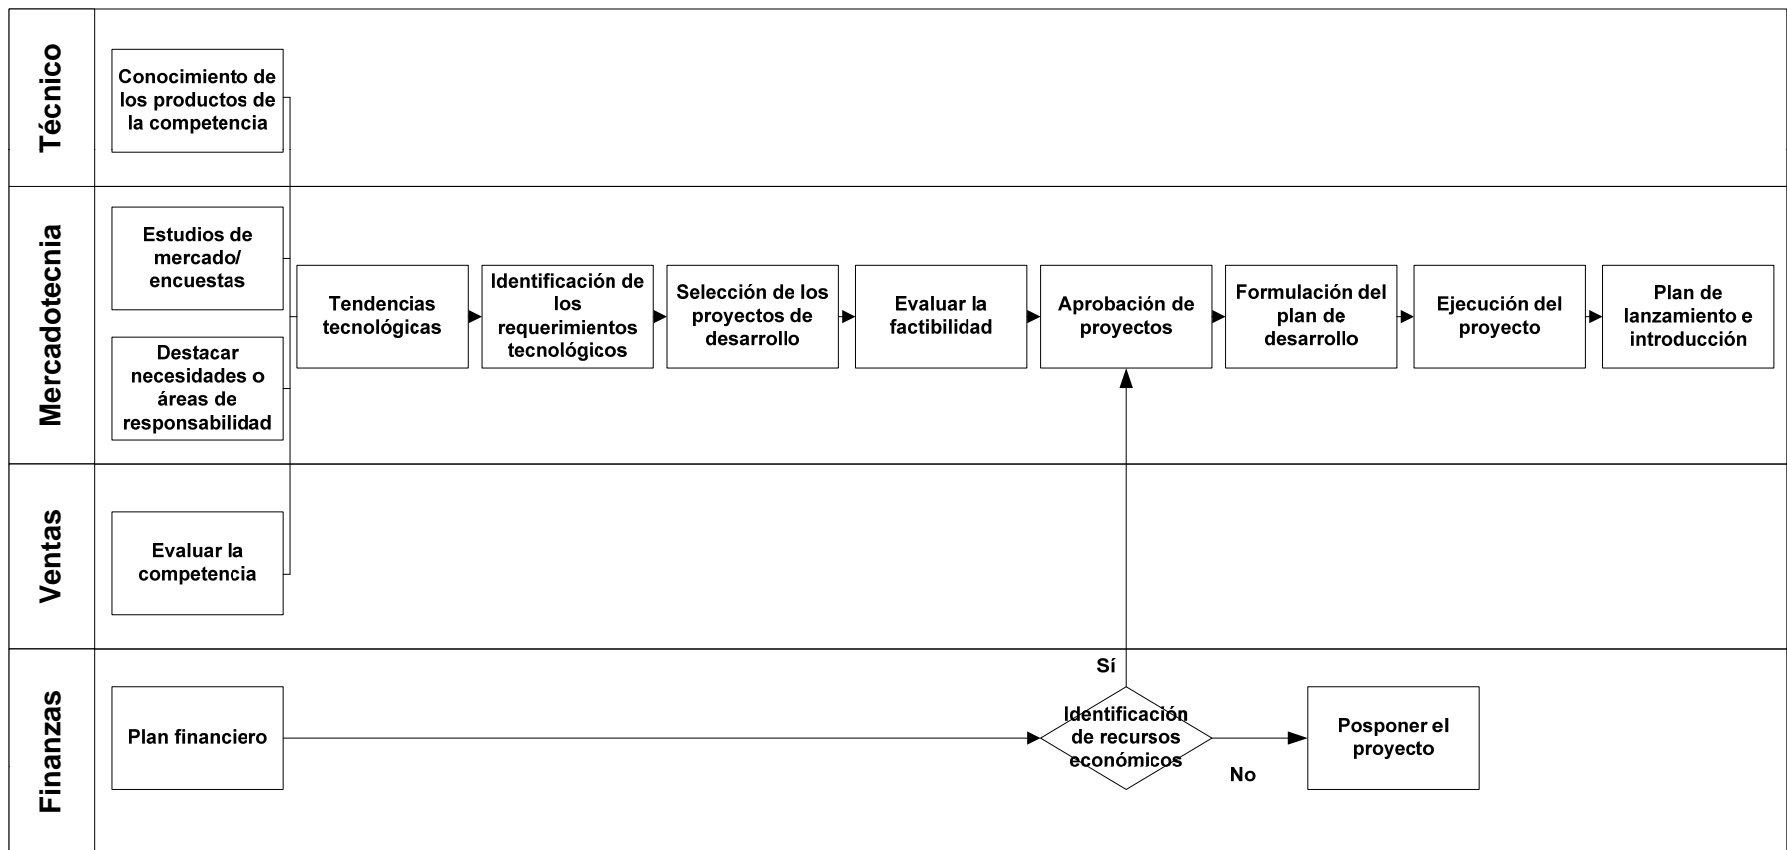 Técnico
Conocimiento de
los productos de
la competencia
Mercadotecnia
Estudios de
mercado/
encuestas
Destacar
necesidades o
áreas de
responsabilidad
Tendencias
tecnológicas
Identificación de
los
requerimientos
tecnológicos
Selección de los
proyectos de
desarrollo
Evaluar la
factibilidad
Aprobación de
proyectos
Formulación del
plan de
desarrollo
Ejecución del
proyecto
Plan de
lanzamiento e
introducción
Ventas
Evaluar la
competencia
Finanzas
Plan financiero
Sí
Identificación
de recursos
económicos
No
Posponer el
proyecto